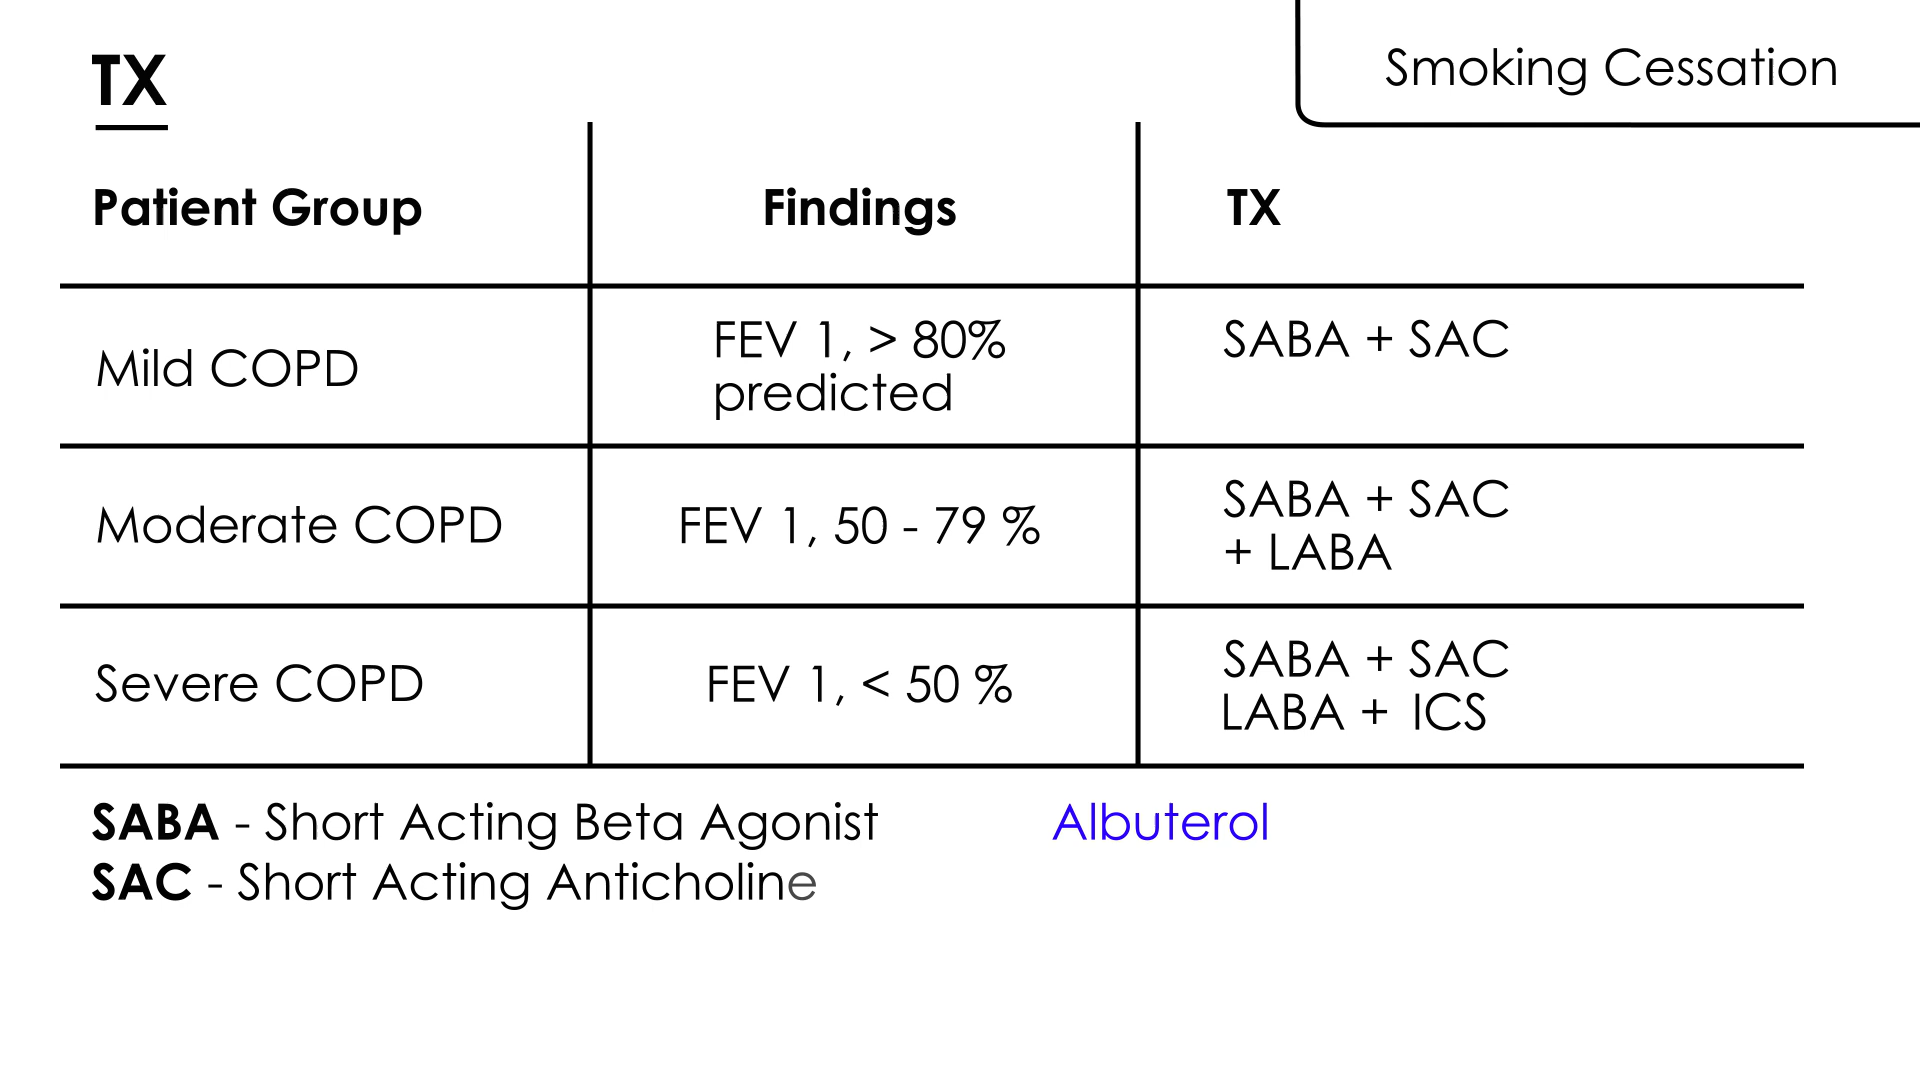 TX
Smoking Cessation
Patient Group
Findings
TX
Mild COPD
FEV 1, > 80%
predicted
SABA + SAC
Moderate COPD
FEV 1, 50 - 79 %
SABA + SAC
+ LABA
Severe COPD
FEV 1, < 50 %
SABA + SAC
LABA + ICS
SABA - Short Acting Beta Agonist
Albuterol
SAC - Short Acting Anticholine